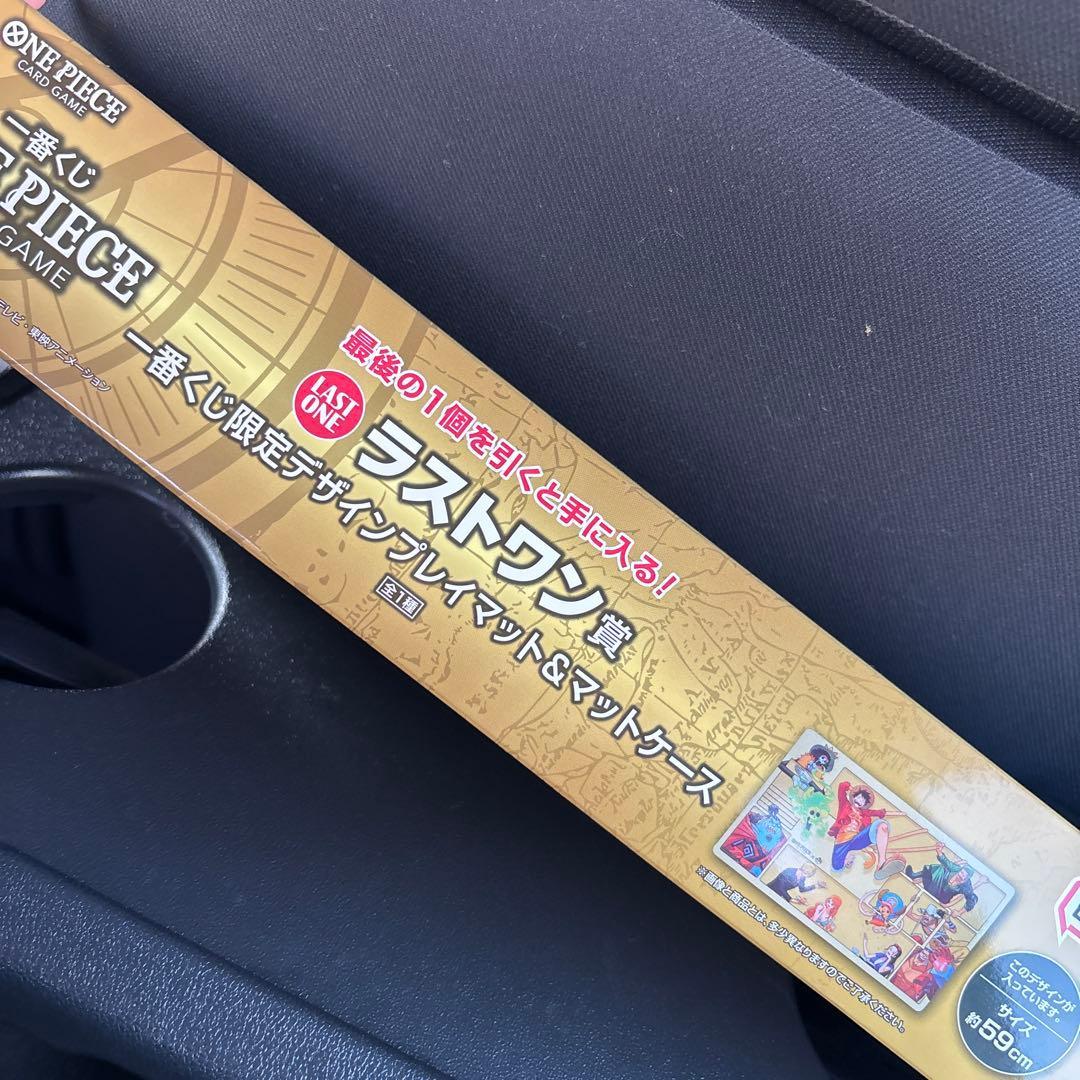 ONE PIECE
CARD GAME
一番くじ
PIECE
GAME
テレビ・東映アニメーション
最後の1個を引くと手に入る!
LAST
ONE
ラストワン賞
一番くじ限定デザインプレイマット&マットケース
全1種
※画像と商品とは、多少異なりますのでご了承ください。
このデザインが
入っています。
サイズ
約59cm